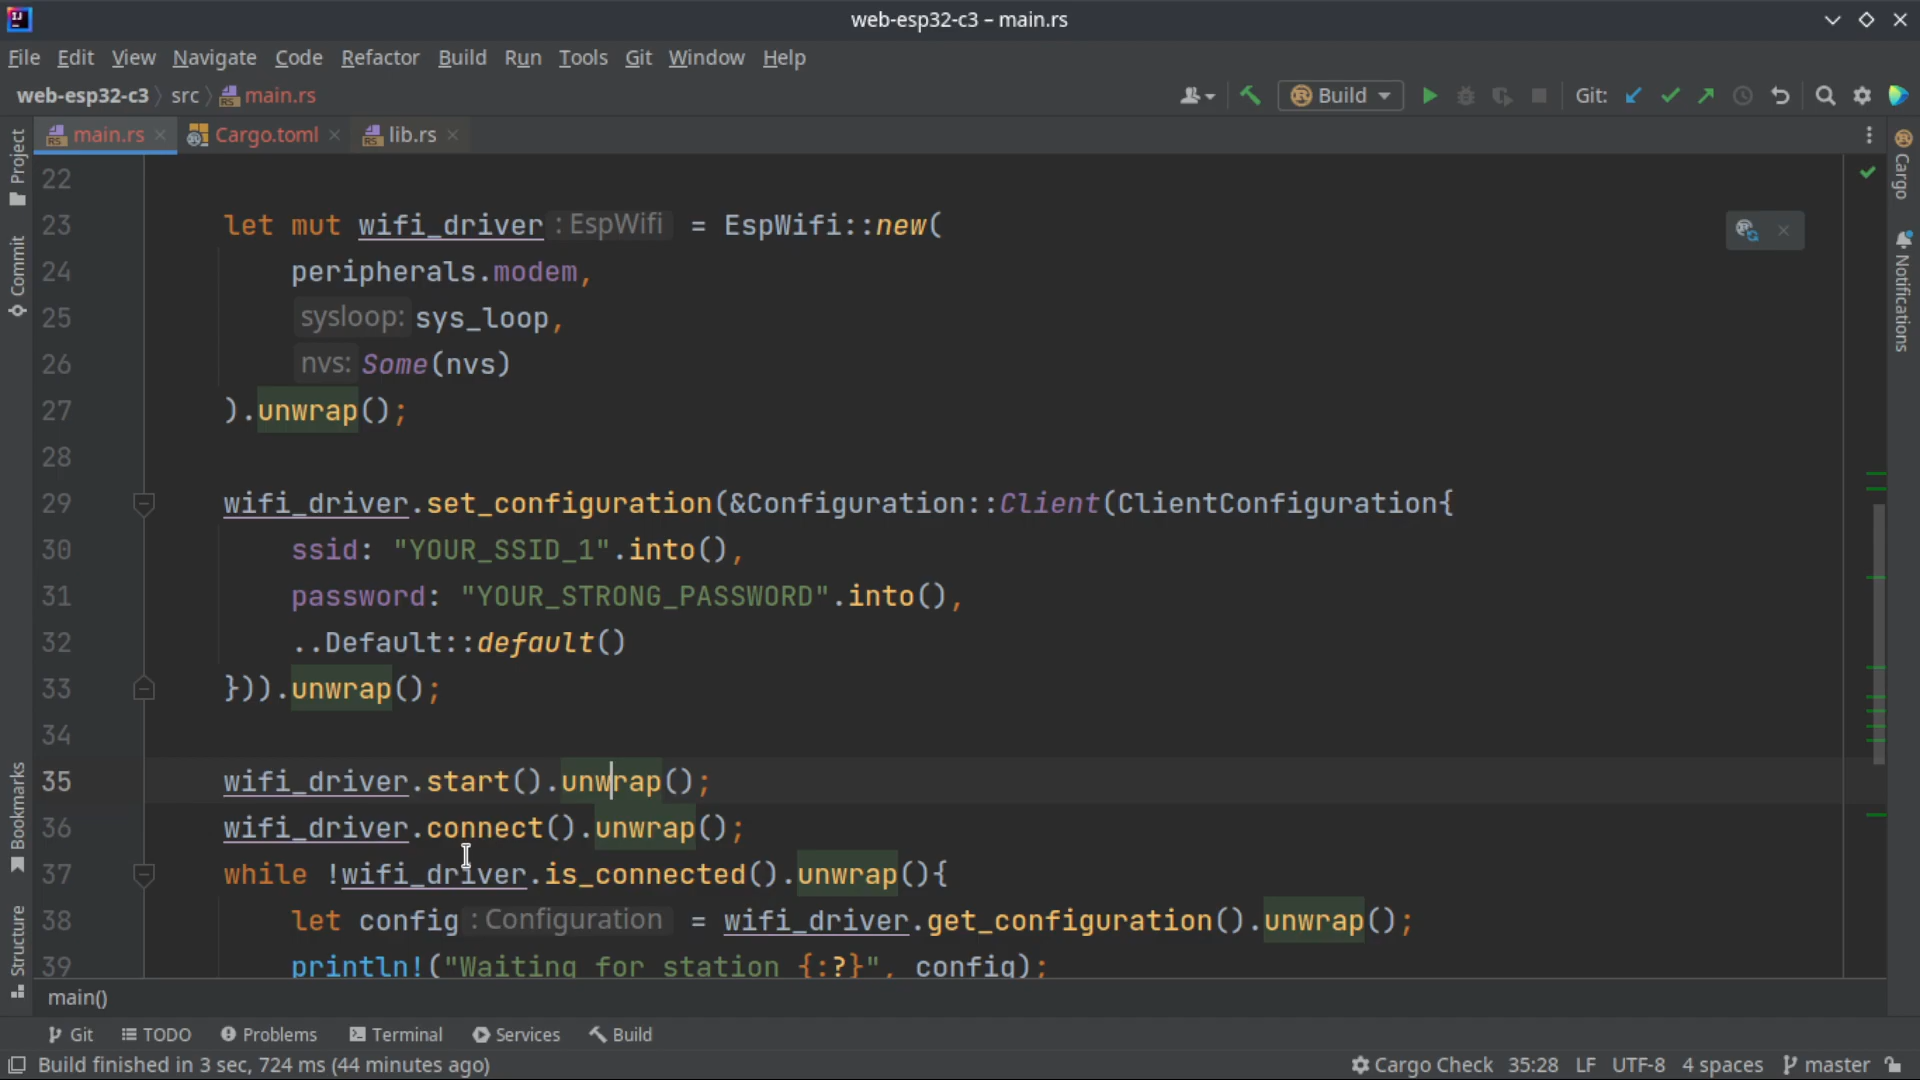 web-esp32-c3 – main.rs
File Edit View Navigate Code Refactor Build Run Tools Git Window Help
web-esp32-c3 〉 src 〉 main.rs Build Git:
main.rs Cargo.toml lib.rs
Project
Commit
Bookmarks
Structure
Cargo
Notifications
22
23 let mut wifi_driver : EspWifi = EspWifi::new(
24 peripherals.modem,
25 sysloop: sys_loop,
26 nvs: Some(nvs)
27 ).unwrap();
28
29 wifi_driver.set_configuration(&Configuration::Client(ClientConfiguration{
30 ssid: "YOUR_SSID_1".into(),
31 password: "YOUR_STRONG_PASSWORD".into(),
32 ..Default::default()
33 })).unwrap();
34
35 wifi_driver.start().unwrap();
36 wifi_driver.connect().unwrap();
37 while !wifi_driver.is_connected().unwrap(){
38 let config : Configuration = wifi_driver.get_configuration().unwrap();
39 println!("Waiting for station {:?}", config);
main()
Git TODO Problems Terminal Services Build
Build finished in 3 sec, 724 ms (44 minutes ago) Cargo Check 35:28 LF UTF-8 4 spaces master